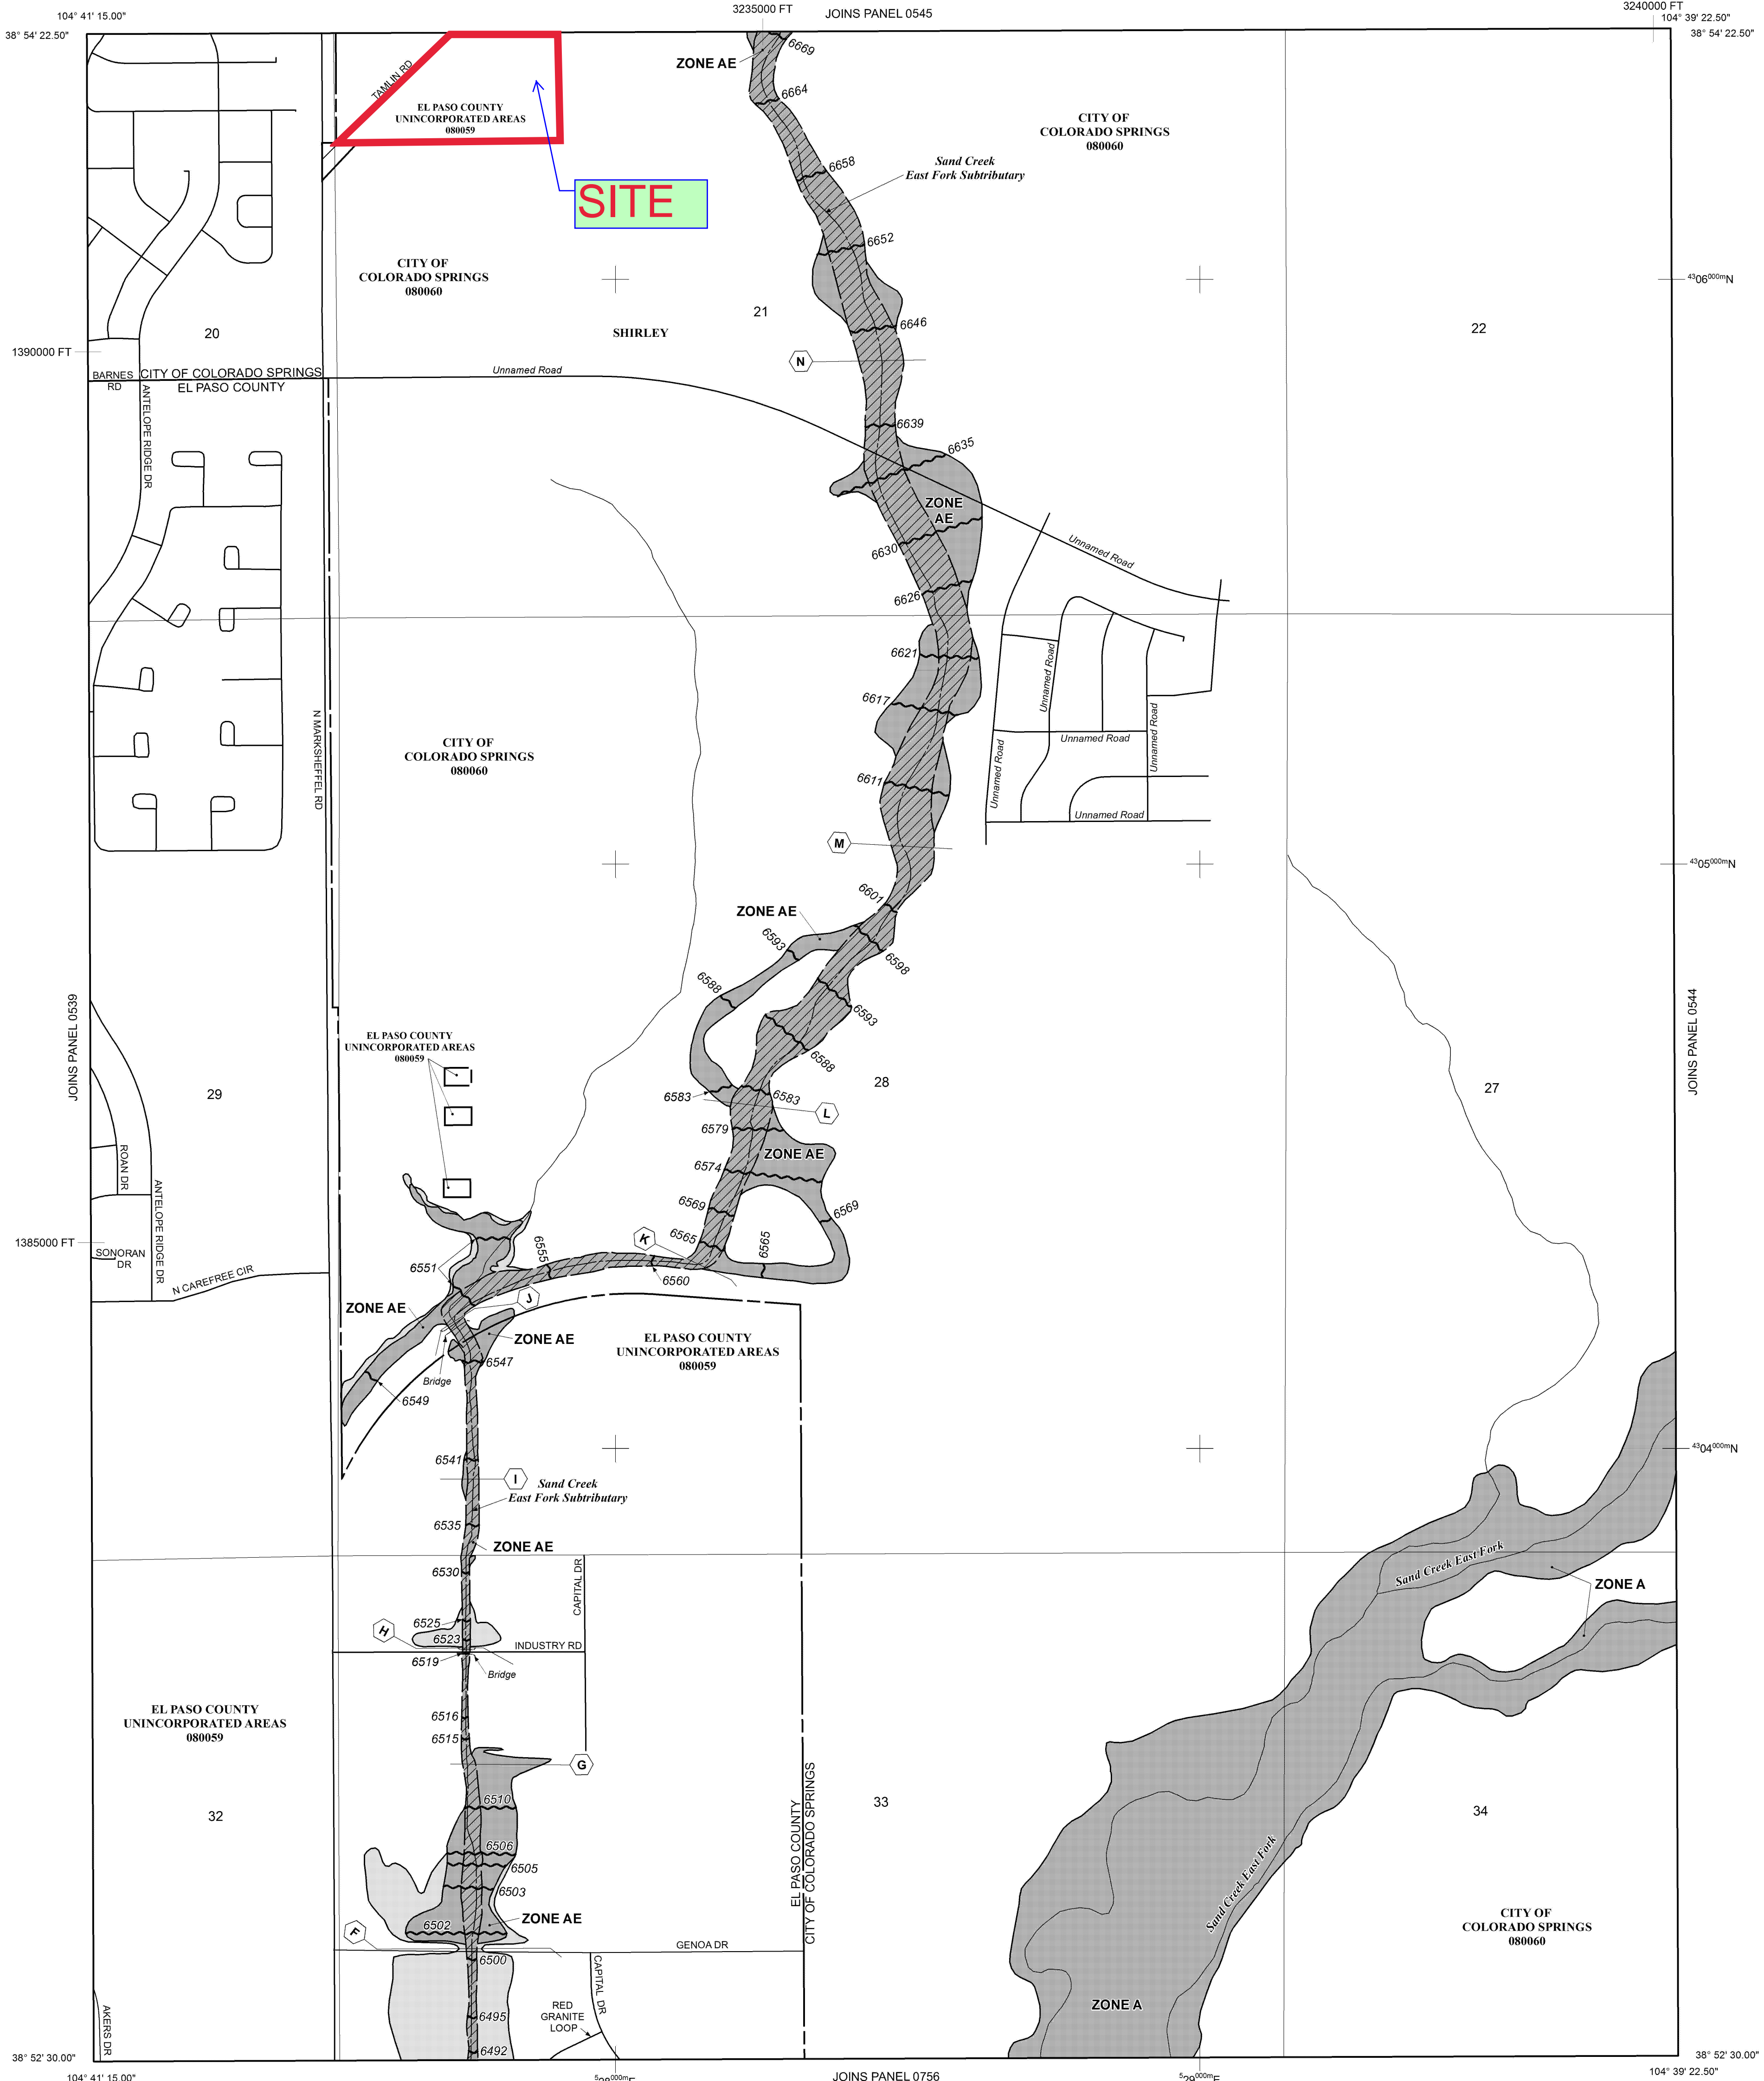 3235000 FT
JOINS PANEL 0545
3240000 FT
104° 41' 15.00"
104° 39' 22.50"
38° 54' 22.50"
38° 54' 22.50"
ZONE AE
6669
TAMLIN RD
6664
EL PASO COUNTY
UNINCORPORATED AREAS
080059
CITY OF
COLORADO SPRINGS
080060
6658
Sand Creek
East Fork Subtributary
SITE
6652
CITY OF
COLORADO SPRINGS
080060
4306000mN
21
6646
20
SHIRLEY
22
1390000 FT
N
BARNES
RD
CITY OF COLORADO SPRINGS
EL PASO COUNTY
Unnamed Road
ANTELOPE RIDGE DR
6639
6635
ZONE
AE
6630
Unnamed Road
6626
6621
Unnamed Road
6617
N MARKSHEFFEL RD
Unnamed Road
Unnamed Road
Unnamed Road
CITY OF
COLORADO SPRINGS
080060
6611
Unnamed Road
M
4305000mN
6601
ZONE AE
6593
6598
6588
6593
JOINS PANEL 0539
JOINS PANEL 0544
EL PASO COUNTY
UNINCORPORATED AREAS
080059
6588
28
29
27
6583
6583
L
6579
ZONE AE
6574
ROAN DR
ANTELOPE RIDGE DR
6569
6569
K
6565
6565
1385000 FT
SONORAN
DR
6555
6551
6560
N CAREFREE CIR
J
ZONE AE
ZONE AE
EL PASO COUNTY
UNINCORPORATED AREAS
080059
6547
Bridge
6549
4304000mN
6541
I
Sand Creek
East Fork Subtributary
6535
ZONE AE
Sand Creek East Fork
6530
CAPITAL DR
ZONE A
6525
H
6523
INDUSTRY RD
6519
Bridge
EL PASO COUNTY
UNINCORPORATED AREAS
080059
6516
6515
G
6510
EL PASO COUNTY
CITY OF COLORADO SPRINGS
32
33
34
6506
6505
6503
Sand Creek East Fork
ZONE AE
6502
F
CITY OF
COLORADO SPRINGS
080060
GENOA DR
6500
CAPITAL DR
ZONE A
RED
GRANITE
LOOP
6495
AKERS DR
6492
38° 52' 30.00"
38° 52' 30.00"
104° 41' 15.00"
JOINS PANEL 0756
104° 39' 22.50"